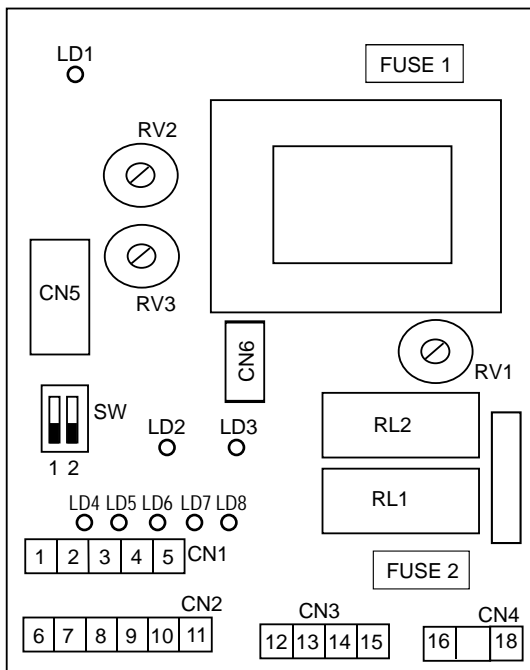 LD1
FUSE 1
RV2
RV3
CN5
CN6
RV1
SW
1 2
LD2 LD3
RL2
RL1
LD4 LD5 LD6 LD7 LD8
1 2 3 4 5 CN1
FUSE 2
CN2
6 7 8 9 10 11
CN3
12 13 14 15
CN4
16 18